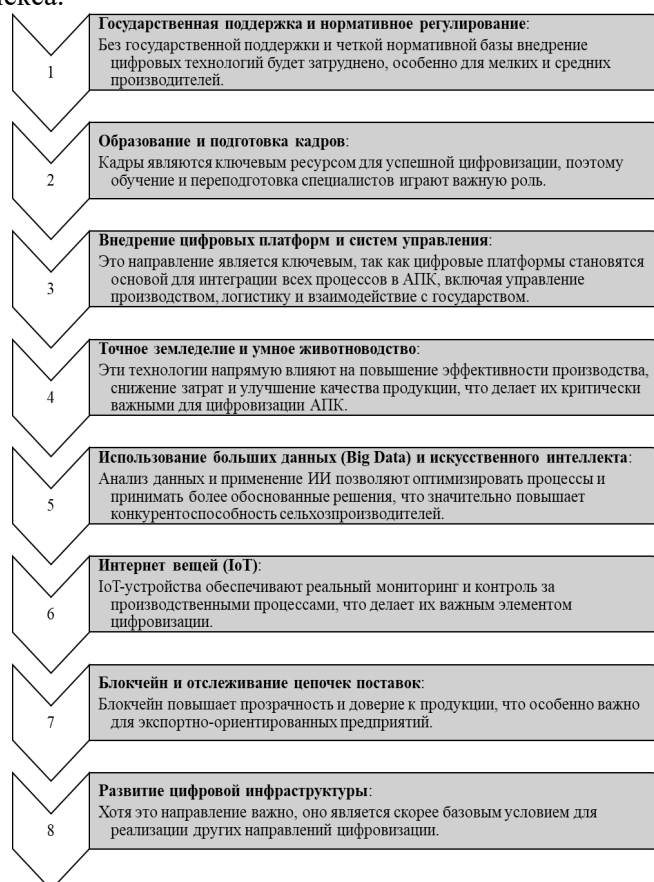 1
Государственная поддержка и нормативное регулирование:
Без государственной поддержки и четкой нормативной базы внедрение
цифровых технологий будет затруднено, особенно для мелких и средних
производителей.
2
Образование и подготовка кадров:
Кадры являются ключевым ресурсом для успешной цифровизации, поэтому
обучение и переподготовка специалистов играют важную роль.
3
Внедрение цифровых платформ и систем управления:
Это направление является ключевым, так как цифровые платформы становятся
основой для интеграции всех процессов в АПК, включая управление
производством, логистику и взаимодействие с государством.
4
Точное земледелие и умное животноводство:
Эти технологии напрямую влияют на повышение эффективности производства,
снижение затрат и улучшение качества продукции, что делает их критически
важными для цифровизации АПК.
5
Использование больших данных (Big Data) и искусственного интеллекта:
Анализ данных и применение ИИ позволяют оптимизировать процессы и
принимать более обоснованные решения, что значительно повышает
конкурентоспособность сельхозпроизводителей.
6
Интернет вещей (IoT):
IoT-устройства обеспечивают реальный мониторинг и контроль за
производственными процессами, что делает их важным элементом
цифровизации.
7
Блокчейн и отслеживание цепочек поставок:
Блокчейн повышает прозрачность и доверие к продукции, что особенно важно
для экспортно-ориентированных предприятий.
8
Развитие цифровой инфраструктуры:
Хотя это направление важно, оно является скорее базовым условием для
реализации других направлений цифровизации.